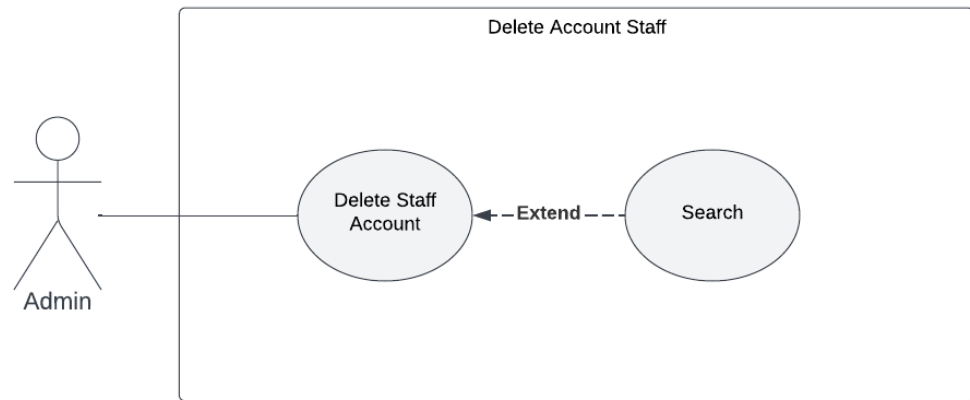 Delete Account Staff
Delete Staff
Account
Extend
Search
Admin